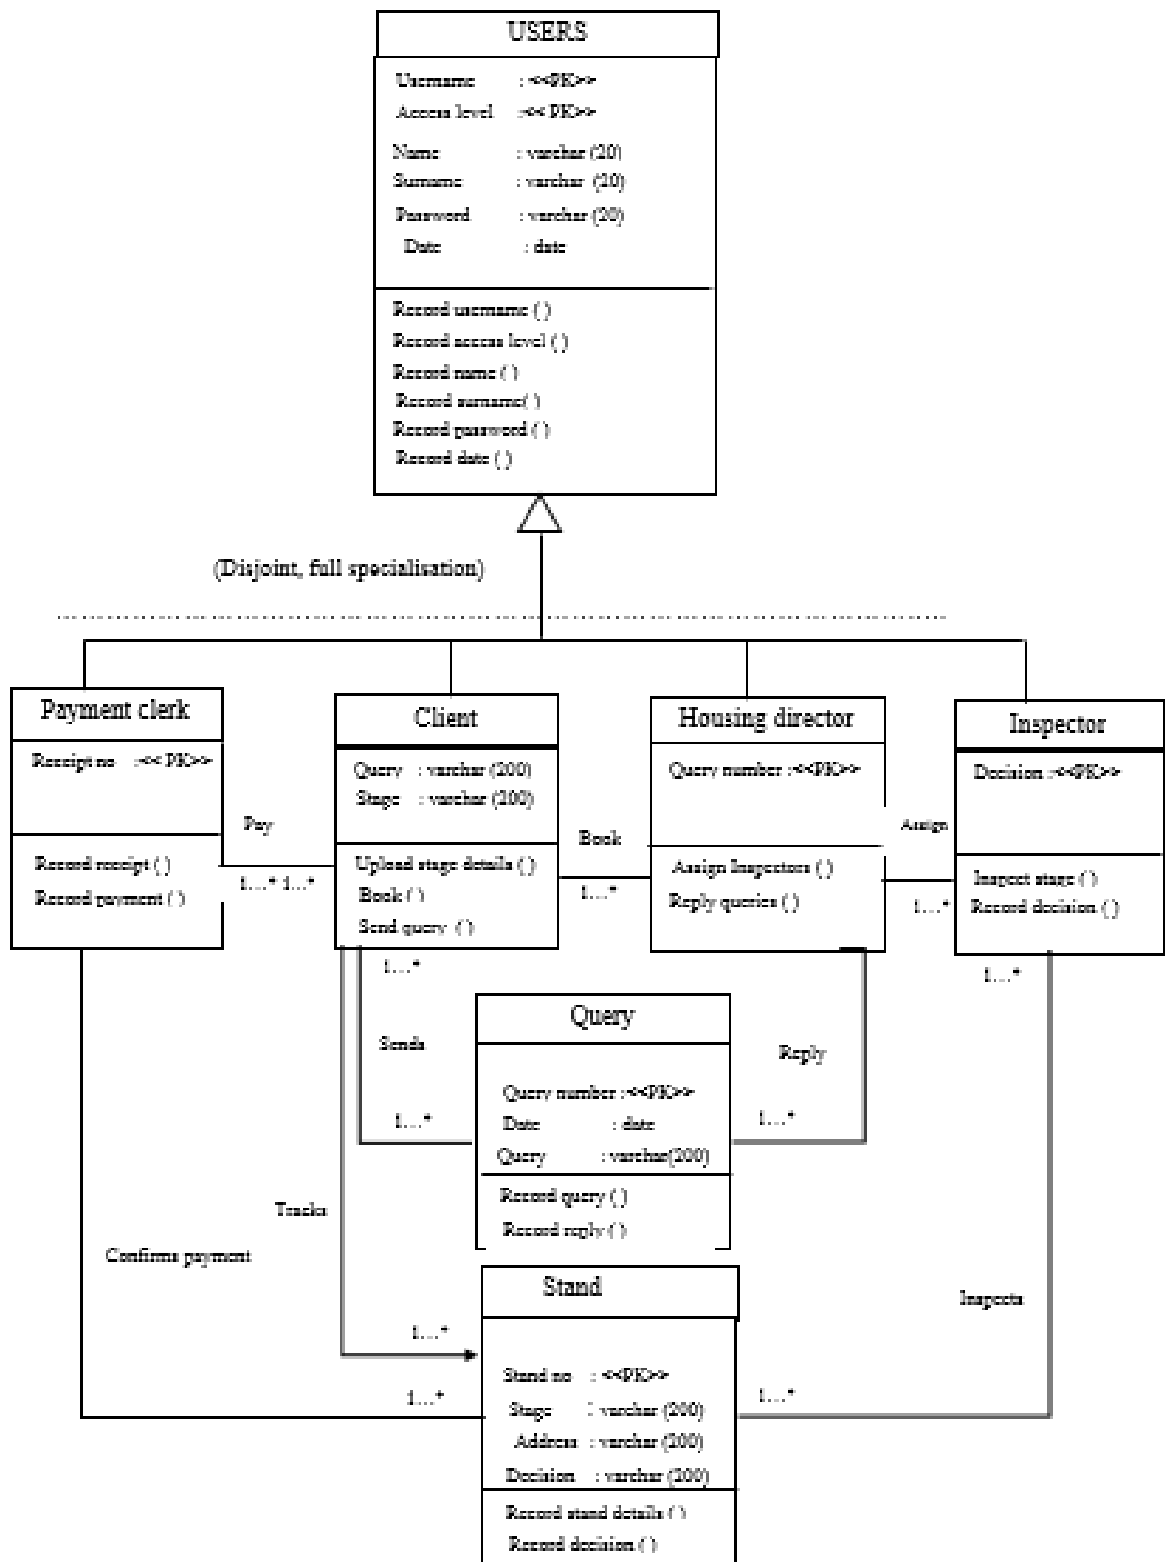 USERS
Username : <<PK>>
Access level :<< PK>>
Name : varchar (20)
Surname : varchar (20)
Password : varchar (20)
Date : date
Record username ( )
Record access level ( )
Record name ( )
Record surname( )
Record password ( )
Record date ( )
(Disjoint, full specialisation)
Payment clerk
Receipt no :<< PK>>
Record receipt ( )
Record payment ( )
Pay
1...* 1...*
Client
Query : varchar (200)
Stage : varchar (200)
Upload stage details ( )
Book ( )
Send query ( )
Book
1...*
Housing director
Query number :<<PK>>
Assign Inspectors ( )
Reply queries ( )
Assign
1...*
Inspector
Decision :<<PK>>
Inspect stage ( )
Record decision ( )
1...*
1...*
Sends
1...*
Query
Query number :<<PK>>
Date : date
Query : varchar(200)
Record query ( )
Record reply ( )
Reply
1...*
Tracks
Confirms payment
Inspects
1...*
1...*
1...*
Stand
Stand no : <<PK>>
Stage : varchar (200)
Address : varchar (200)
Decision : varchar (200)
Record stand details ( )
Record decision ( )